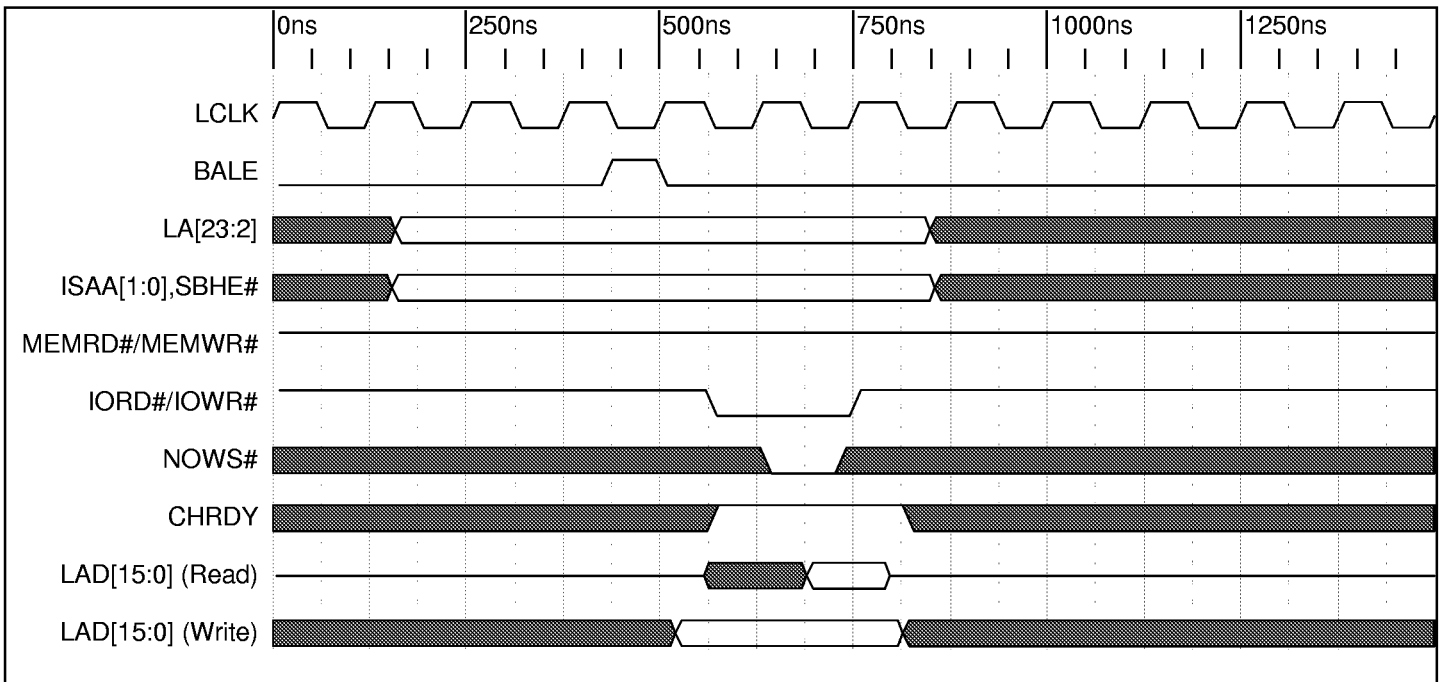 0ns 250ns 500ns 750ns 1000ns 1250ns
LCLK
BALE
LA[23:2]
ISAA[1:0],SBHE#
MEMRD#/MEMWR#
IORD#/IOWR#
NOWS#
CHRDY
LAD[15:0] (Read)
LAD[15:0] (Write)